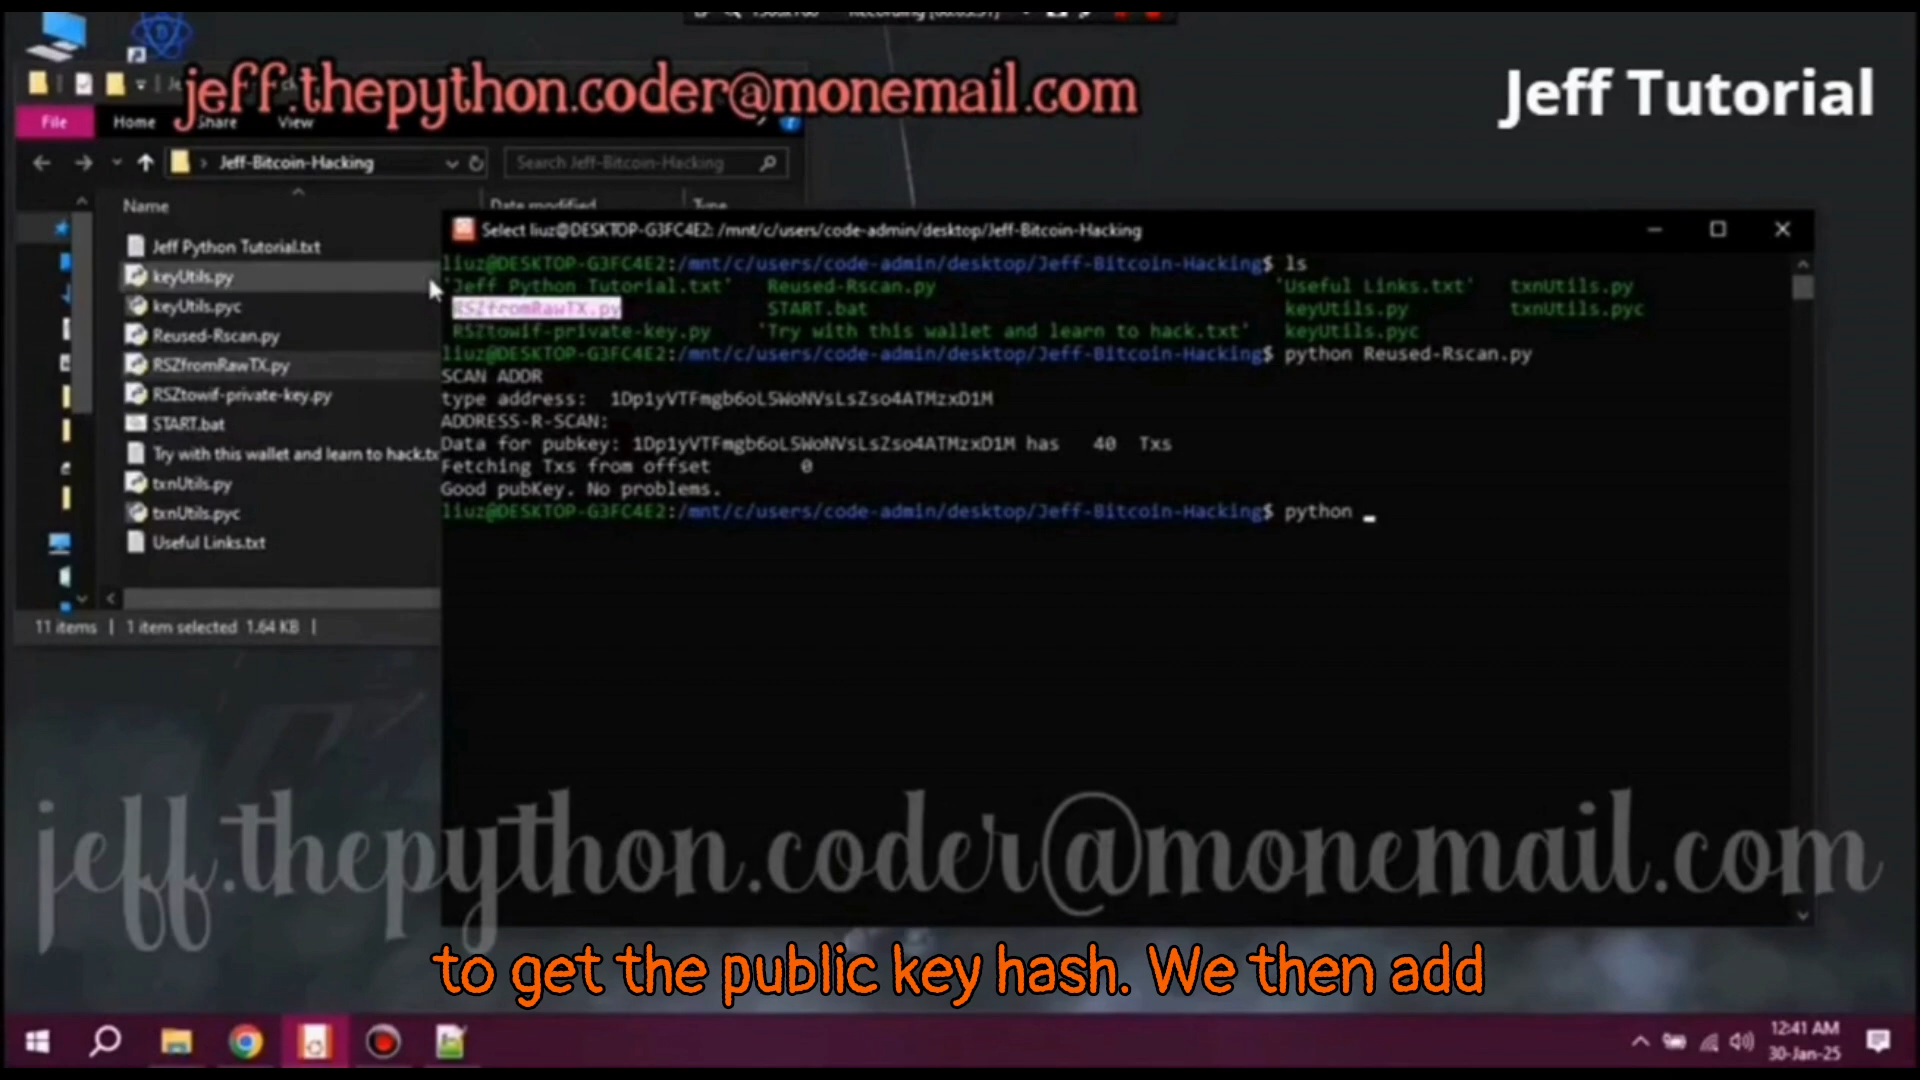 Jeff Tutorial
jeff.thepython.coder@monemail.com
File Home Share View
Jeff-Bitcoin-Hacking
Search Jeff-Bitcoin-Hacking
Name Date modified Type
Jeff Python Tutorial.txt
keyUtils.py
keyUtils.pyc
Reused-Rscan.py
RSZfromRawTX.py
RSZtowif-private-key.py
START.bat
Try with this wallet and learn to hack.tx
txnUtils.py
txnUtils.pyc
Useful Links.txt
11 items | 1 item selected 1.64 KB |
Select liuz@DESKTOP-G3FC4E2: /mnt/c/users/code-admin/desktop/Jeff-Bitcoin-Hacking
liuz@DESKTOP-G3FC4E2:/mnt/c/users/code-admin/desktop/Jeff-Bitcoin-Hacking$ ls
'Jeff Python Tutorial.txt' Reused-Rscan.py 'Useful Links.txt' txnUtils.py
RSZfromRawTX.py START.bat keyUtils.py txnUtils.pyc
RSZtowif-private-key.py 'Try with this wallet and learn to hack.txt' keyUtils.pyc
liuz@DESKTOP-G3FC4E2:/mnt/c/users/code-admin/desktop/Jeff-Bitcoin-Hacking$ python Reused-Rscan.py
SCAN ADDR
type address: 1Dp1yVTFmgb6oL5WoNVsLsZso4ATMzxD1M
ADDRESS-R-SCAN:
Data for pubkey: 1Dp1yVTFmgb6oL5WoNVsLsZso4ATMzxD1M has 40 Txs
Fetching Txs from offset 0
Good pubKey. No problems.
liuz@DESKTOP-G3FC4E2:/mnt/c/users/code-admin/desktop/Jeff-Bitcoin-Hacking$ python _
jeff.thepython.coder@monemail.com
to get the public key hash. We then add
12:41 AM
30-Jan-25